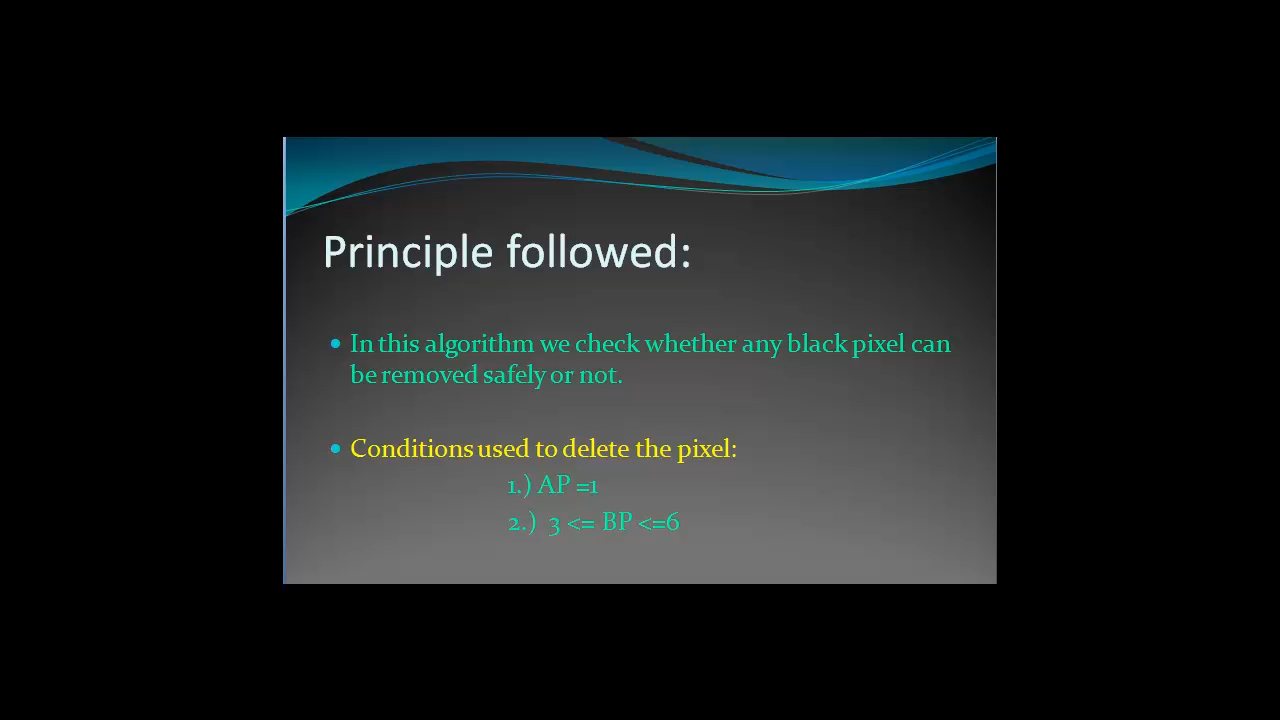 Principle followed:
In this algorithm we check whether any black pixel can
be removed safely or not.
Conditions used to delete the pixel:
1.) AP =1
2.) 3 <= BP <=6